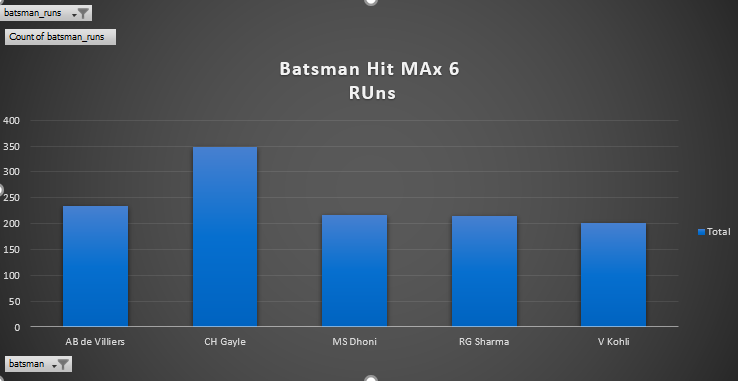 batsman_runs
Count of batsman_runs
Batsman Hit MAx 6
RUns
400
350
300
250
200
150
100
50
0
AB de Villiers
CH Gayle
MS Dhoni
RG Sharma
V Kohli
Total
batsman